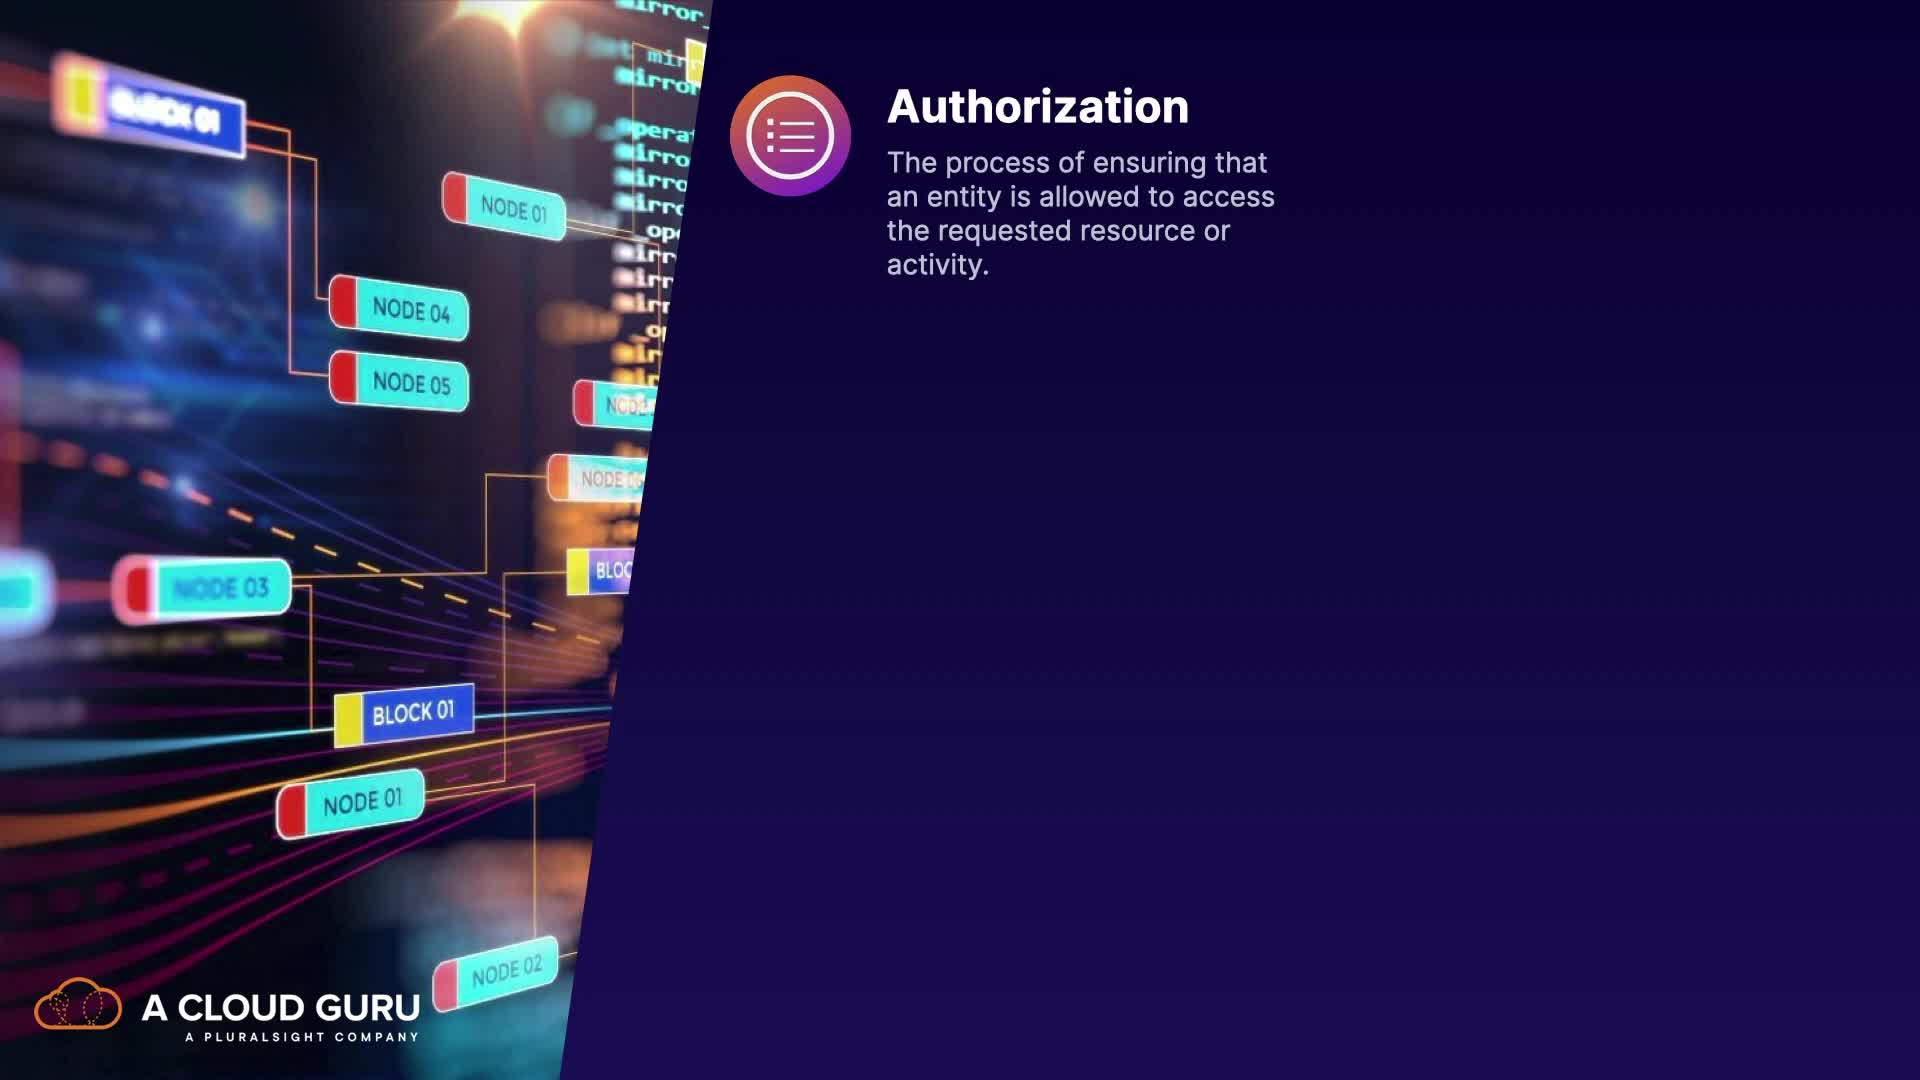 BLOCK 01
NODE 01
NODE 04
NODE 05
NODE
NODE 03
BLOCK 01
NODE 01
NODE 02
A CLOUD GURU
A PLURALSIGHT COMPANY
Authorization
The process of ensuring that
an entity is allowed to access
the requested resource or
activity.